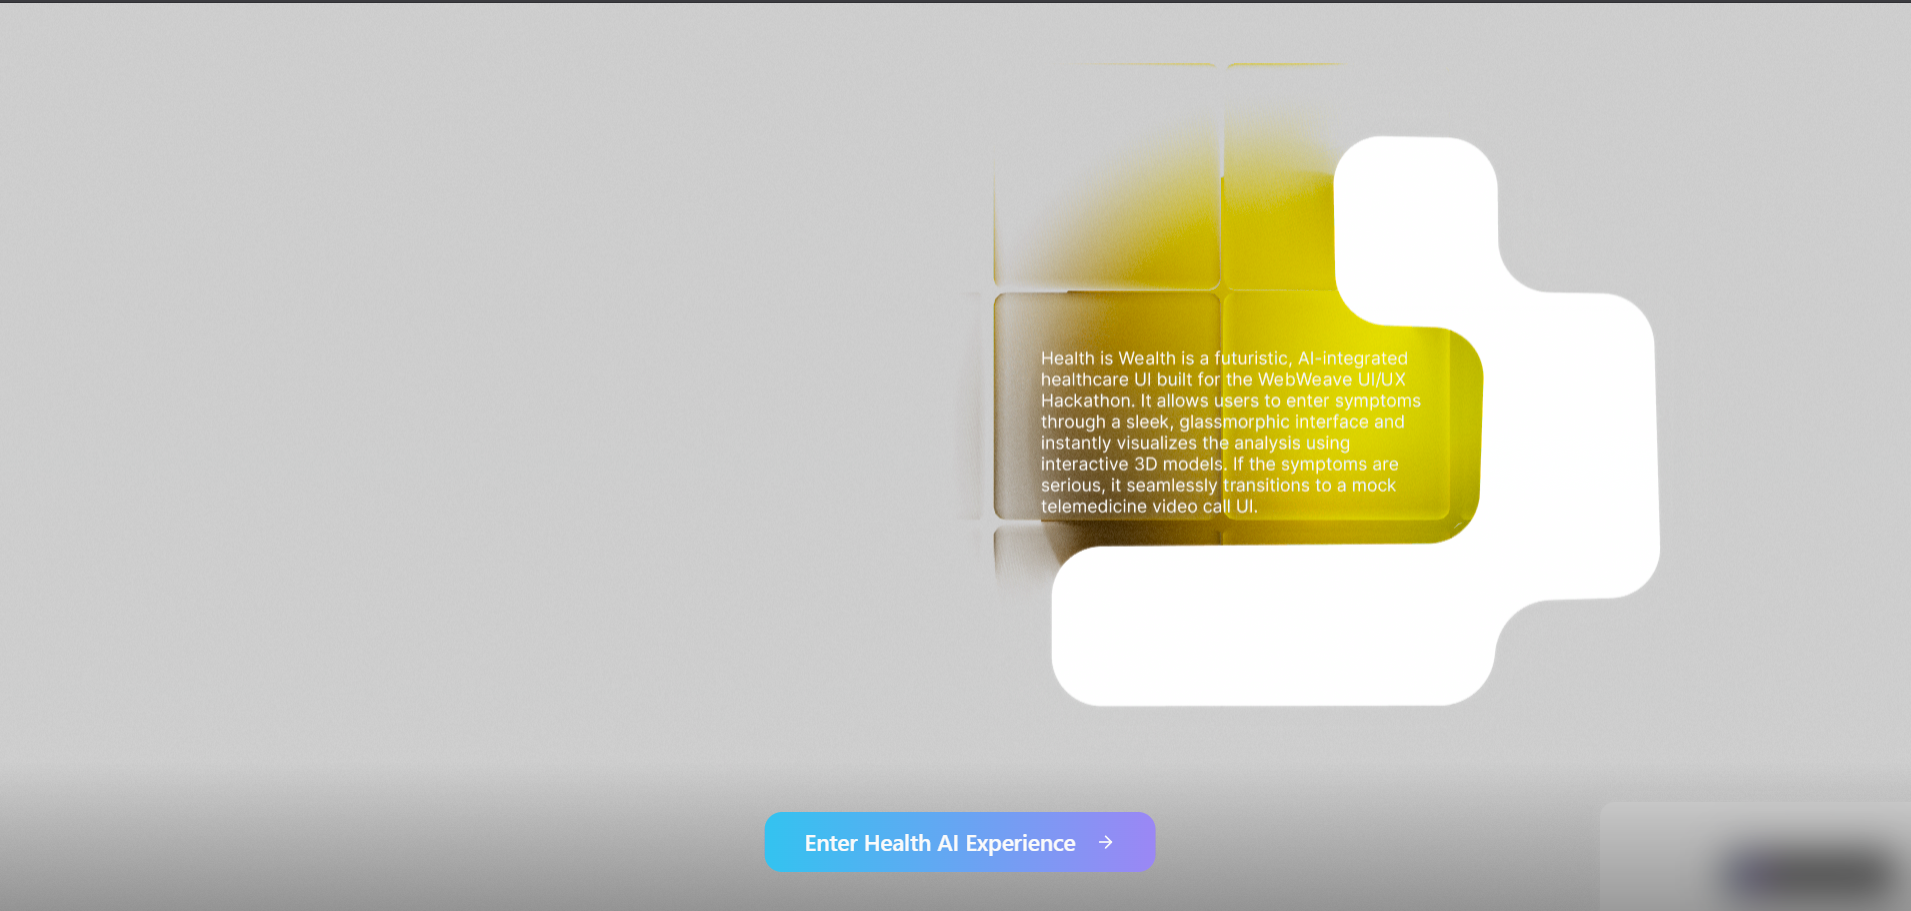 Health is Wealth is a futuristic, AI-integrated
healthcare UI built for the WebWeave UI/UX
Hackathon. It allows users to enter symptoms
through a sleek, glassmorphic interface and
instantly visualizes the analysis using
interactive 3D models. If the symptoms are
serious, it seamlessly transitions to a mock
telemedicine video call UI.
Enter Health AI Experience